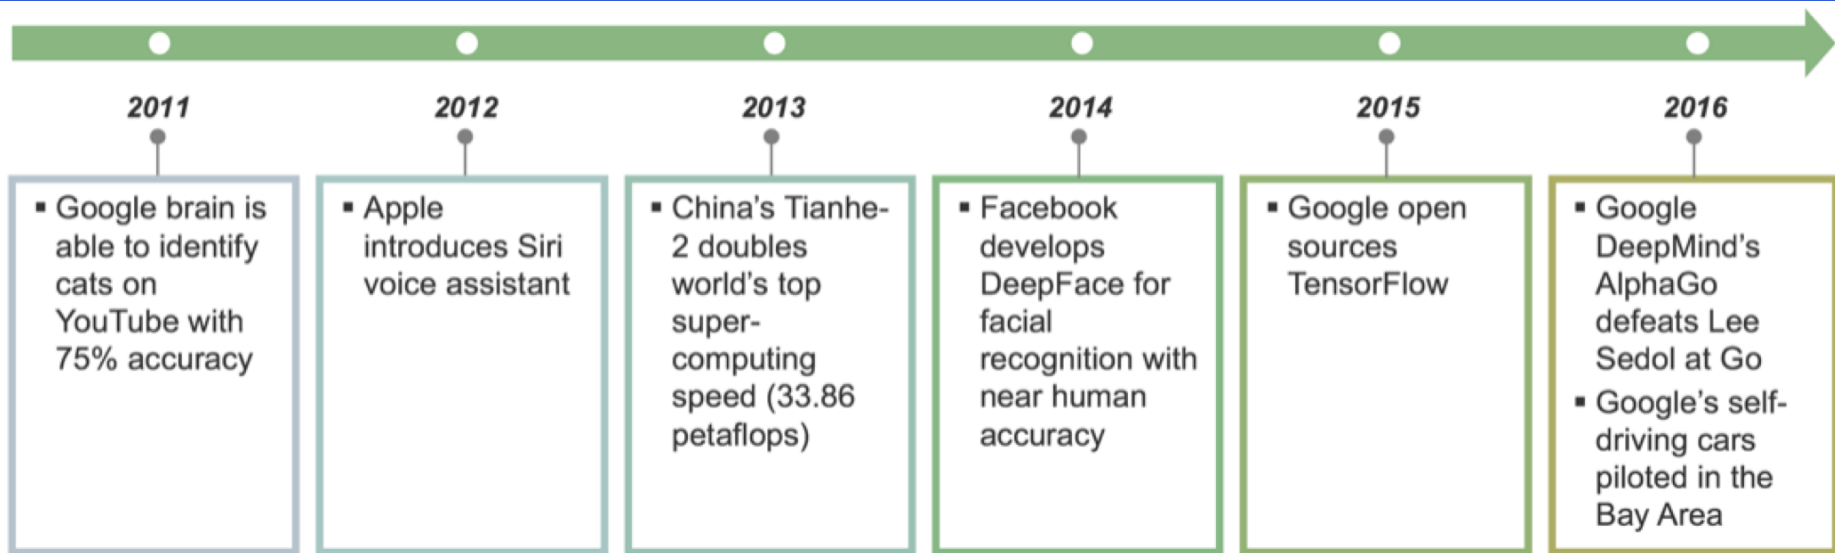 2011
2012
2013
2014
2015
2016
▪ Google brain is
able to identify
cats on
YouTube with
75% accuracy
▪ Apple
introduces Siri
voice assistant
▪ China’s Tianhe-
2 doubles
world’s top
super-
computing
speed (33.86
petaflops)
▪ Facebook
develops
DeepFace for
facial
recognition with
near human
accuracy
▪ Google open
sources
TensorFlow
▪ Google
DeepMind’s
AlphaGo
defeats Lee
Sedol at Go
▪ Google’s self-
driving cars
piloted in the
Bay Area